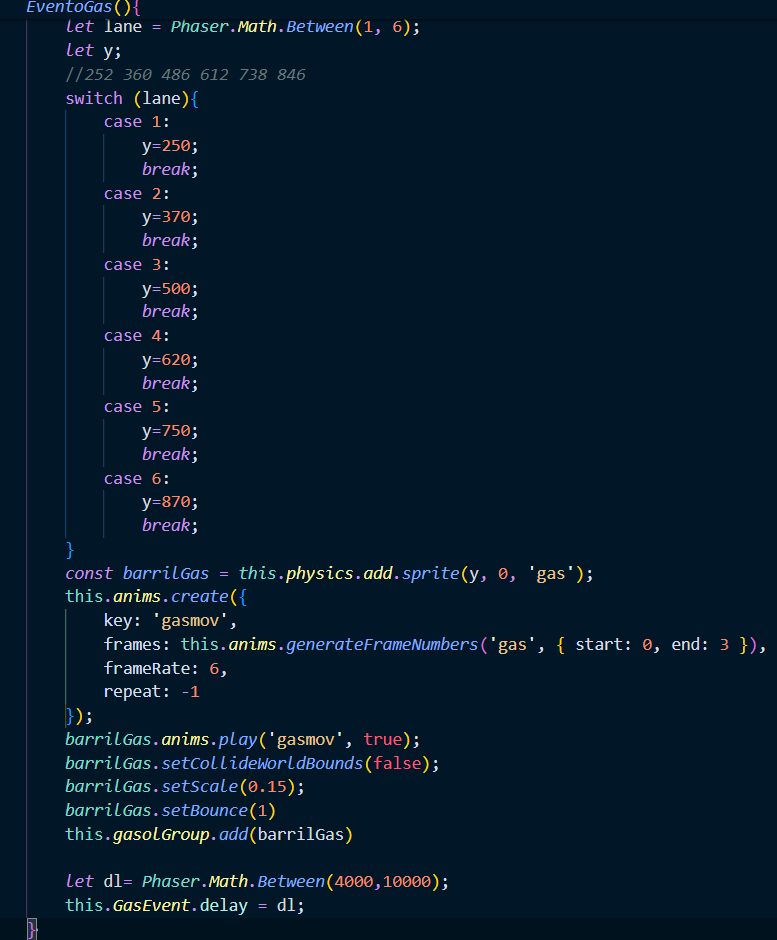 EventoGas(){
let lane = Phaser.Math.Between(1, 6);
let y;
//252 360 486 612 738 846
switch (lane){
case 1:
y=250;
break;
case 2:
y=370;
break;
case 3:
y=500;
break;
case 4:
y=620;
break;
case 5:
y=750;
break;
case 6:
y=870;
break;
}
const barrilGas = this.physics.add.sprite(y, 0, 'gas');
this.anims.create({
key: 'gasmov',
frames: this.anims.generateFrameNumbers('gas', { start: 0, end: 3 }),
frameRate: 6,
repeat: -1
});
barrilGas.anims.play('gasmov', true);
barrilGas.setCollideWorldBounds(false);
barrilGas.setScale(0.15);
barrilGas.setBounce(1)
this.gasolGroup.add(barrilGas)
let dl= Phaser.Math.Between(4000,10000);
this.GasEvent.delay = dl;
}